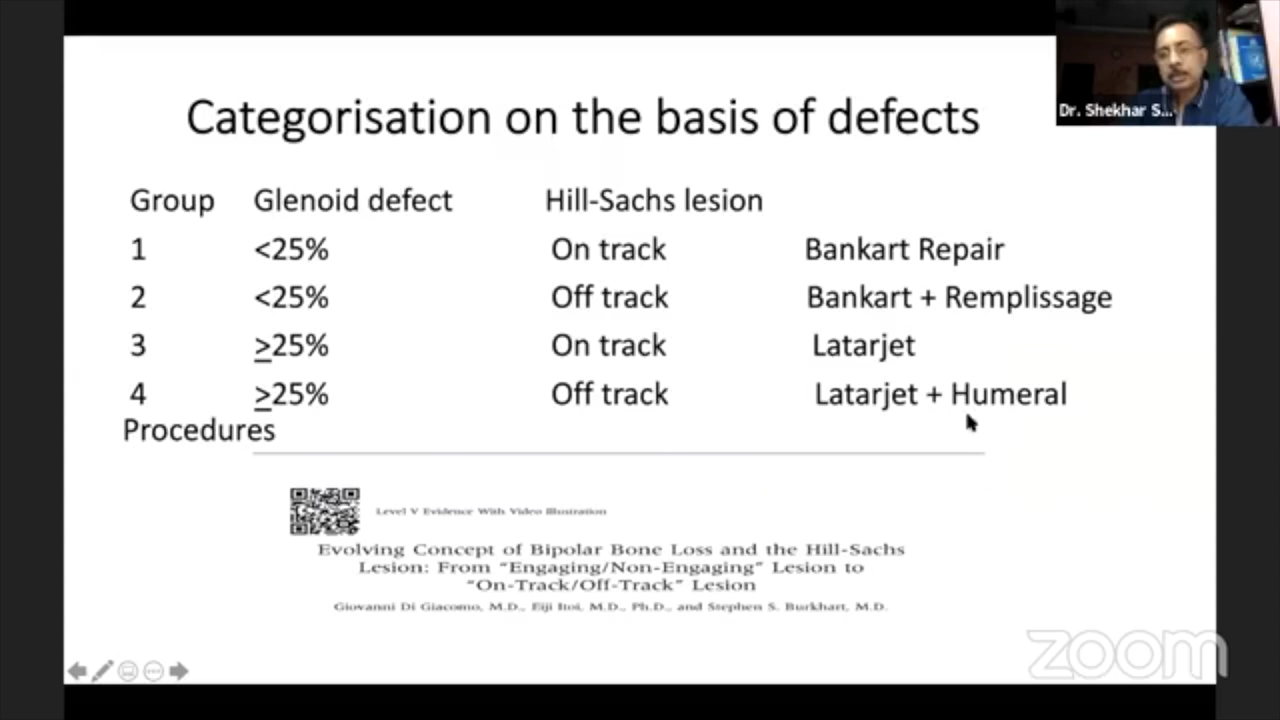 Categorisation on the basis of defects
Dr. Shekhar S...
Group Glenoid defect Hill-Sachs lesion
1 <25% On track Bankart Repair
2 <25% Off track Bankart + Remplissage
3 ≥25% On track Latarjet
4 ≥25% Off track Latarjet + Humeral
Procedures
Level V Evidence With Video Illustration
Evolving Concept of Bipolar Bone Loss and the Hill-Sachs
Lesion: From “Engaging/Non-Engaging” Lesion to
“On-Track/Off-Track” Lesion
Giovanni Di Giacomo, M.D., Eiji Itoi, M.D., Ph.D., and Stephen S. Burkhart, M.D.
zoom